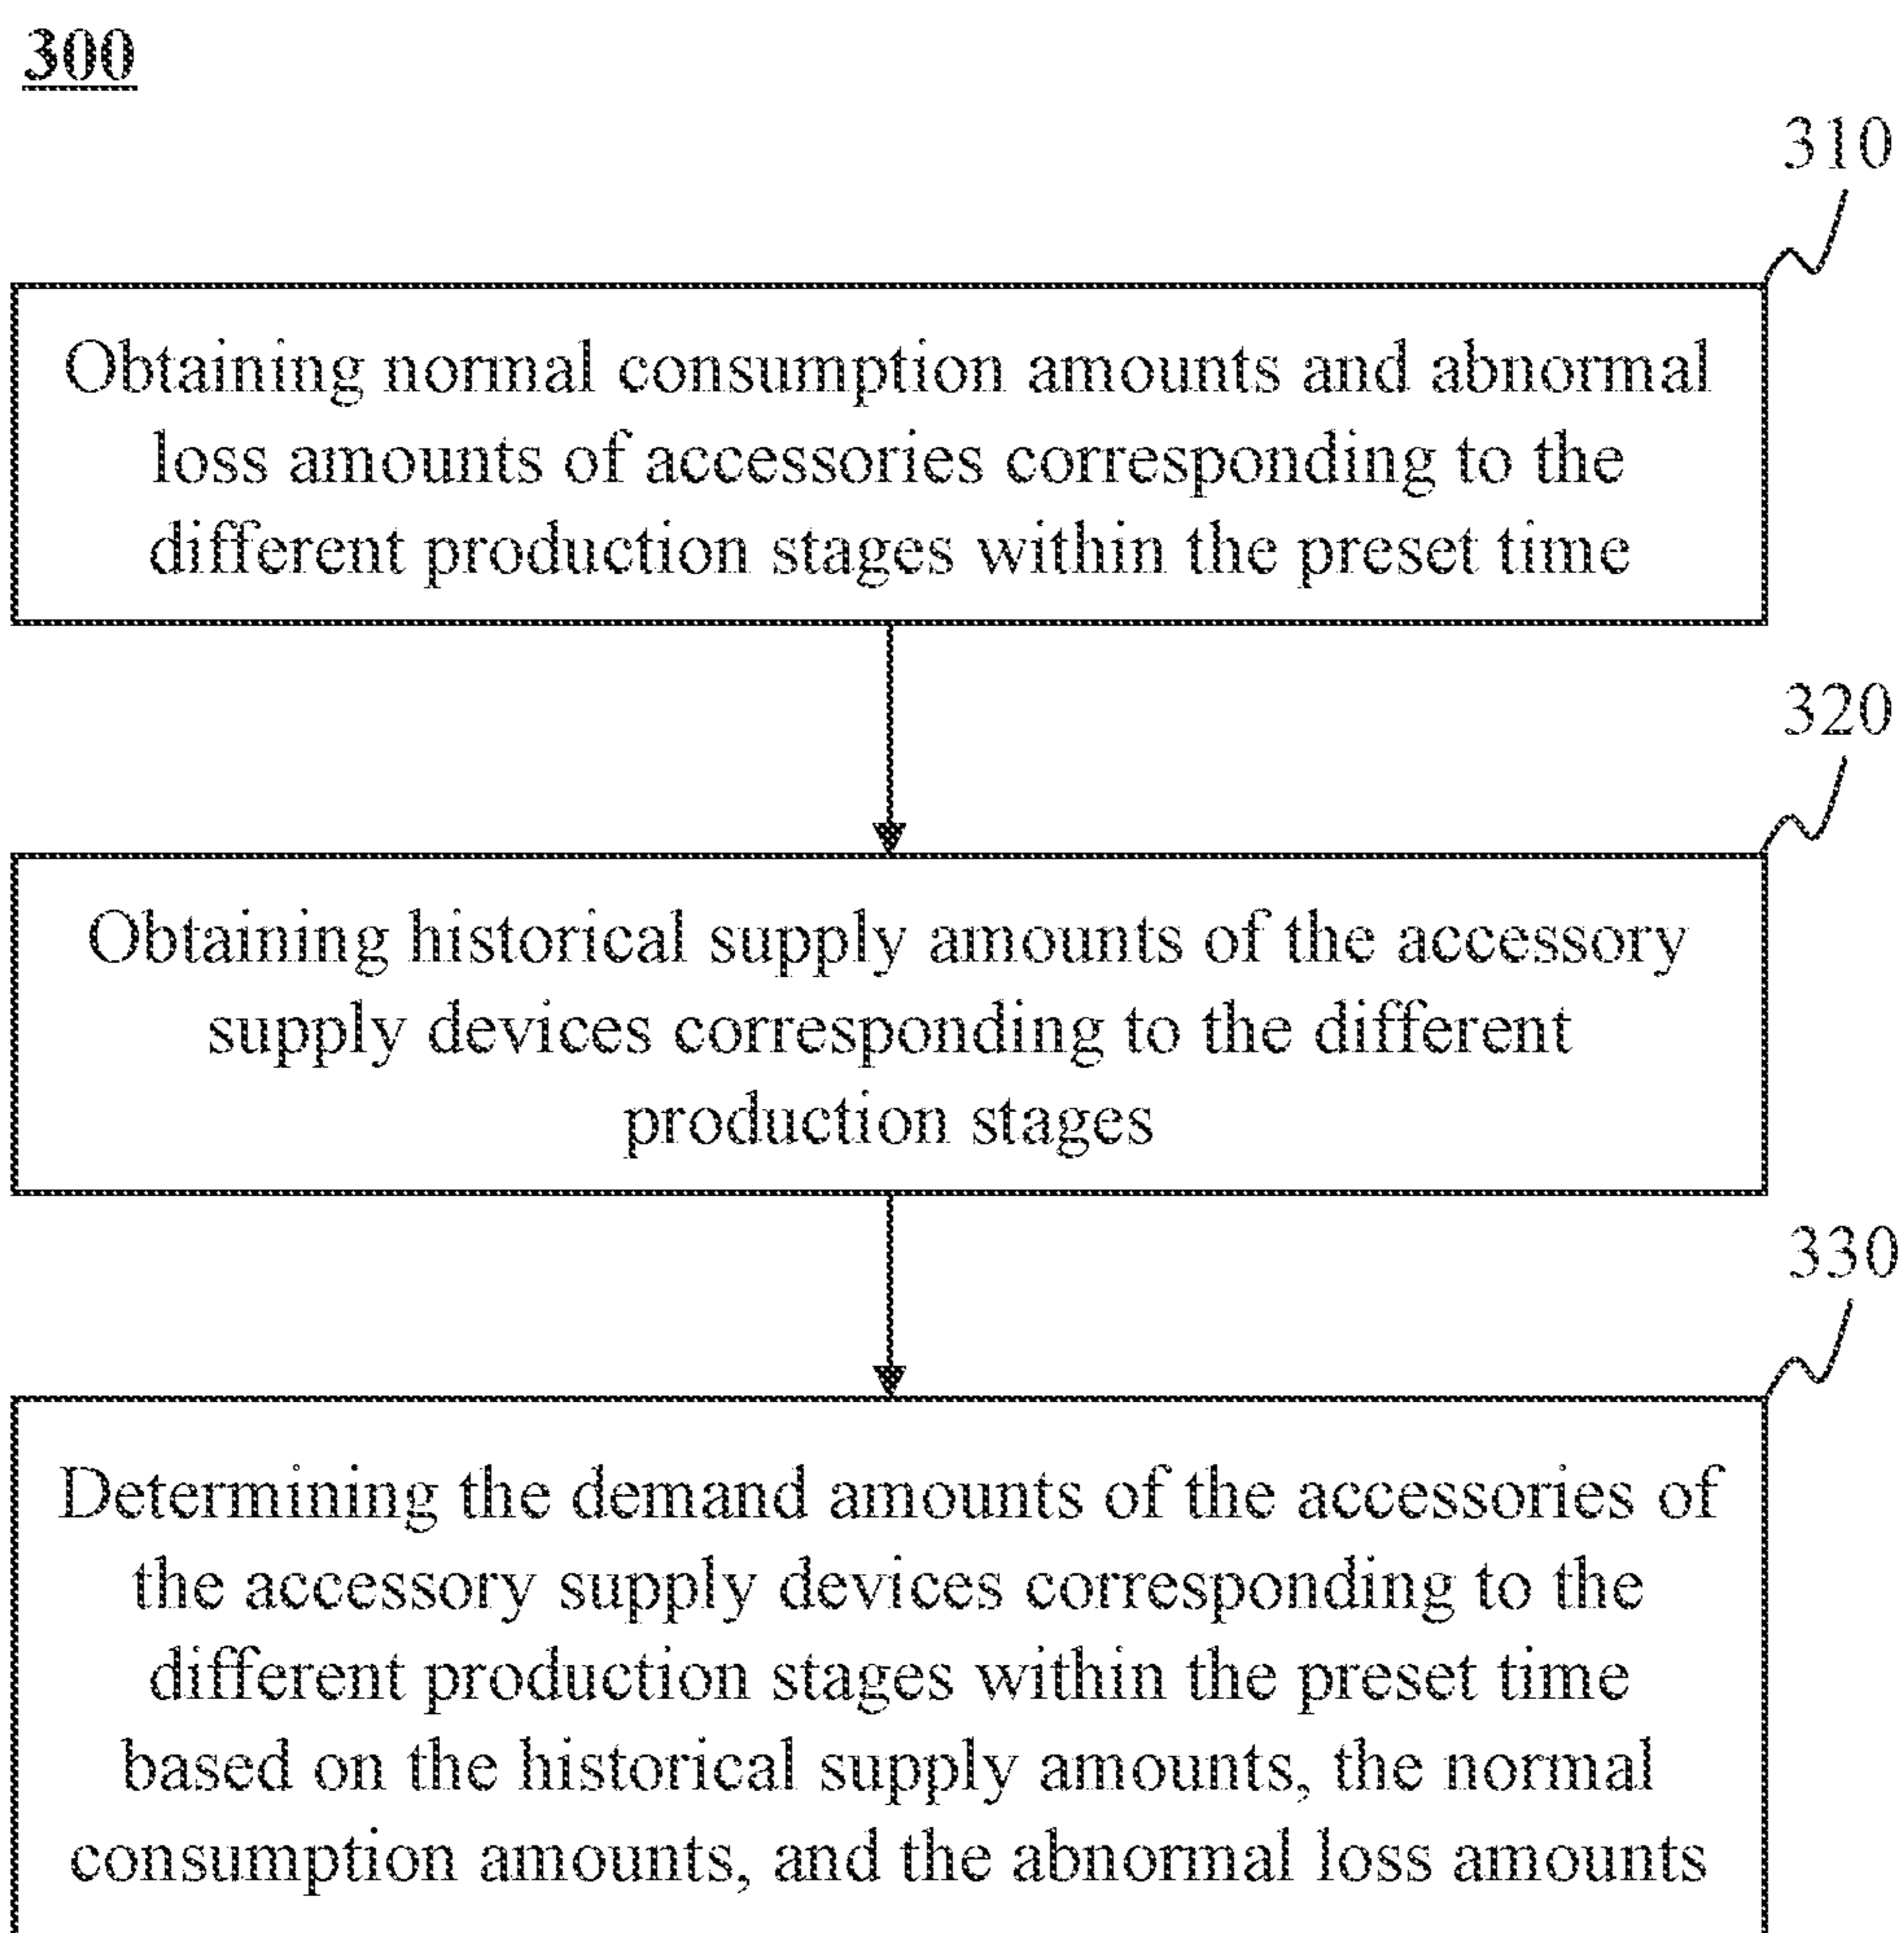 300
310
Obtaining normal consumption amounts and abnormal
loss amounts of accessories corresponding to the
different production stages within the preset time
320
Obtaining historical supply amounts of the accessory
supply devices corresponding to the different
production stages
330
Determining the demand amounts of the accessories of
the accessory supply devices corresponding to the
different production stages within the preset time
based on the historical supply amounts, the normal
consumption amounts, and the abnormal loss amounts